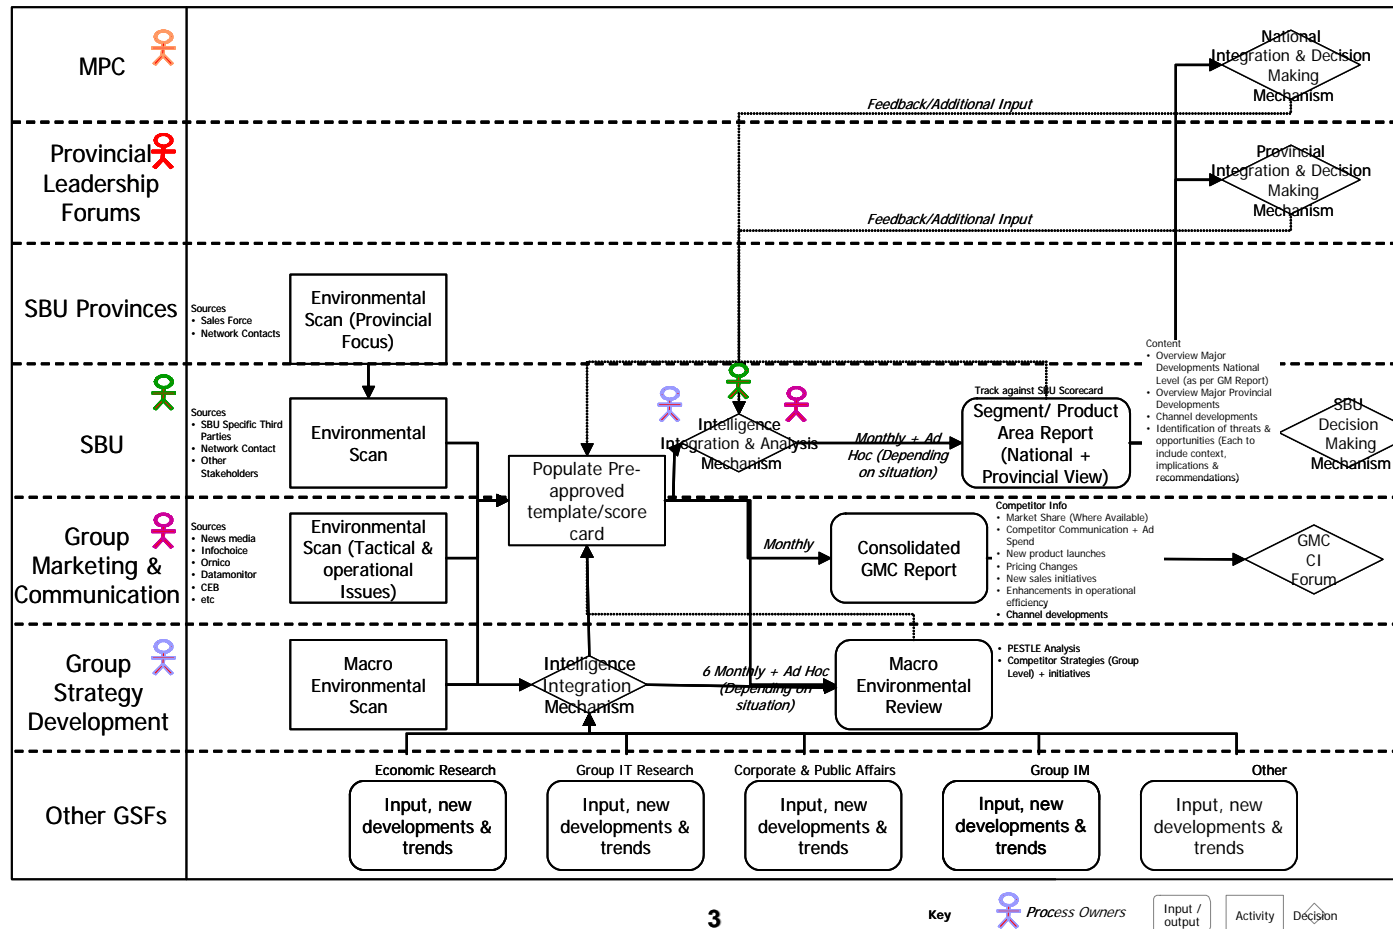 MPC
National
Integration & Decision
Making
Mechanism
Feedback/Additional Input
Provincial
Leadership
Forums
Provincial
Integration & Decision
Making
Mechanism
Feedback/Additional Input
SBU Provinces
Sources
• Sales Force
• Network Contacts
Environmental
Scan (Provincial
Focus)
SBU
Sources
• SBU Specific Third
Parties
• Network Contact
• Other
Stakeholders
Environmental
Scan
Populate Pre-
approved
template/score
card
Intelligence
Integration & Analysis
Mechanism
Monthly + Ad
Hoc (Depending
on situation)
Track against SBU Scorecard
Segment/ Product
Area Report
(National +
Provincial View)
Content
• Overview Major
Developments National
Level (as per GM Report)
• Overview Major Provincial
Developments
• Channel developments
• Identification of threats &
opportunities (Each to
include context,
implications &
recommendations)
SBU
Decision
Making
Mechanism
Group
Marketing &
Communication
Sources
• News media
• Infochoice
• Ornico
• Datamonitor
• CEB
• etc
Environmental
Scan (Tactical &
operational
Issues)
Monthly
Consolidated
GMC Report
Competitor Info
• Market Share (Where Available)
• Competitor Communication + Ad
Spend
• New product launches
• Pricing Changes
• New sales initiatives
• Enhancements in operational
efficiency
• Channel developments
GMC
CI
Forum
Group
Strategy
Development
Macro
Environmental
Scan
Intelligence
Integration
Mechanism
6 Monthly + Ad Hoc
(Depending on
situation)
Macro
Environmental
Review
• PESTLE Analysis
• Competitor Strategies (Group
Level) + initiatives
Other GSFs
Economic Research
Input, new
developments &
trends
Group IT Research
Input, new
developments &
trends
Corporate & Public Affairs
Input, new
developments &
trends
Group IM
Input, new
developments &
trends
Other
Input, new
developments &
trends
3
Key
Process Owners
Input /
output
Activity
Decision